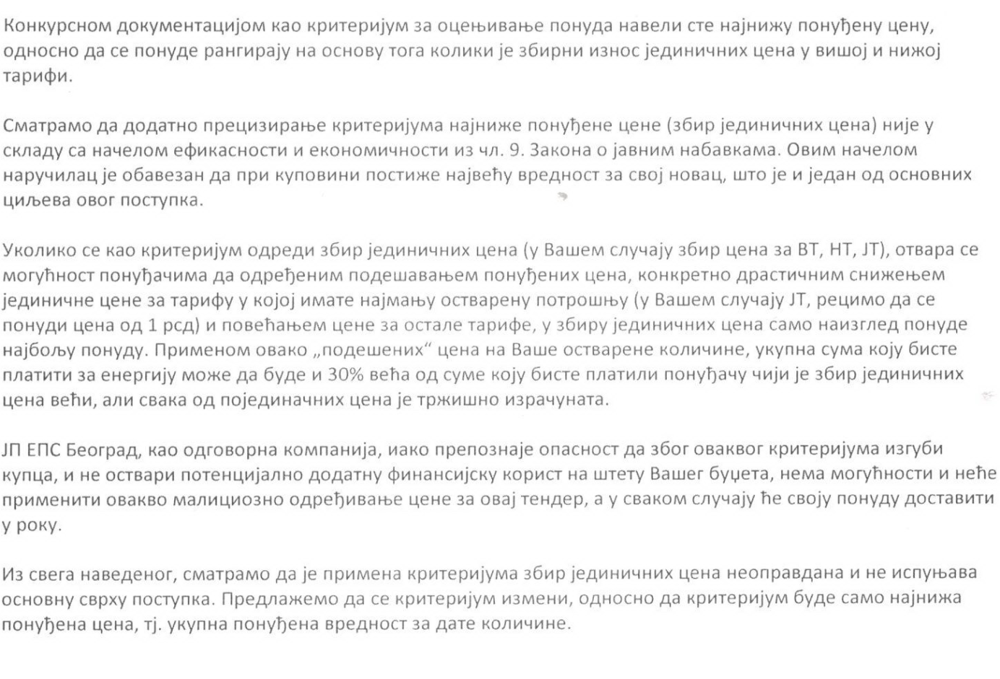 Конкурсном документацијом као критеријум за оцењивање понуда навели сте најнижу понуђену цену,
односно да се понуде рангирају на основу тога колики је збирни износ јединичних цена у вишој и нижој
тарифи.
Сматрамо да додатно прецизирање критеријума најниже понуђене цене (збир јединичних цена) није у
складу са начелом ефикасности и економичности из чл. 9. Закона о јавним набавкама. Овим начелом
наручилац је обавезан да при куповини постиже највећу вредност за свој новац, што је и један од основних
циљева овог поступка.
Уколико се као критеријум одреди збир јединичних цена (у Вашем случају збир цена за ВТ, НТ, ЈТ), отвара се
могућност понуђачима да одређеним подешавањем понуђених цена, конкретно драстичним снижењем
јединичне цене за тарифу у којој имате најмању остварену потрошњу (у Вашем случају ЈТ, рецимо да се
понуди цена од 1 рсд) и повећањем цене за остале тарифе, у збиру јединичних цена само наизглед понуде
најбољу понуду. Применом овако „подешених“ цена на Ваше остварене количине, укупна сума коју бисте
платити за енергију може да буде и 30% већа од суме коју бисте платили понуђачу чији је збир јединичних
цена већи, али свака од појединачних цена је тржишно израчуната.
ЈП ЕПС Београд, као одговорна компанија, иако препознаје опасност да због оваквог критеријума изгуби
купца, и не оствари потенцијално додатну финансијску корист на штету Вашег буџета, нема могућности и неће
применити овакво малициозно одређивање цене за овај тендер, а у сваком случају ће своју понуду доставити
у року.
Из свега наведеног, сматрамо да је примена критеријума збир јединичних цена неоправдана и не испуњава
основну сврху поступка. Предлажемо да се критеријум измени, односно да критеријум буде само најнижа
понуђена цена, тј. укупна понуђена вредност за дате количине.